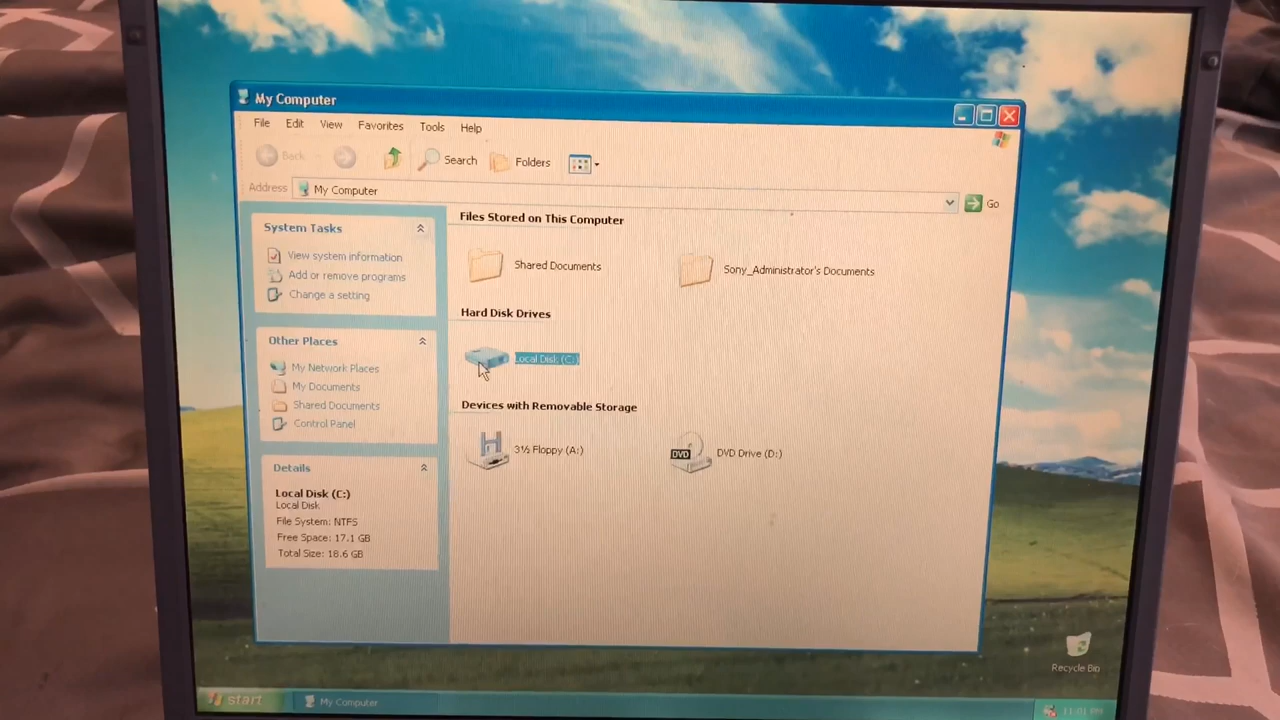 My Computer
File Edit View Favorites Tools Help
Back Search Folders
Address My Computer Go
System Tasks
View system information
Add or remove programs
Change a setting
Other Places
My Network Places
My Documents
Shared Documents
Control Panel
Details
Local Disk (C:)
Local Disk
File System: NTFS
Free Space: 17.1 GB
Total Size: 18.6 GB
Files Stored on This Computer
Shared Documents Sony_Administrator's Documents
Hard Disk Drives
Local Disk (C:)
Devices with Removable Storage
3½ Floppy (A:) DVD DVD Drive (D:)
Recycle Bin
start My Computer 11:01 PM